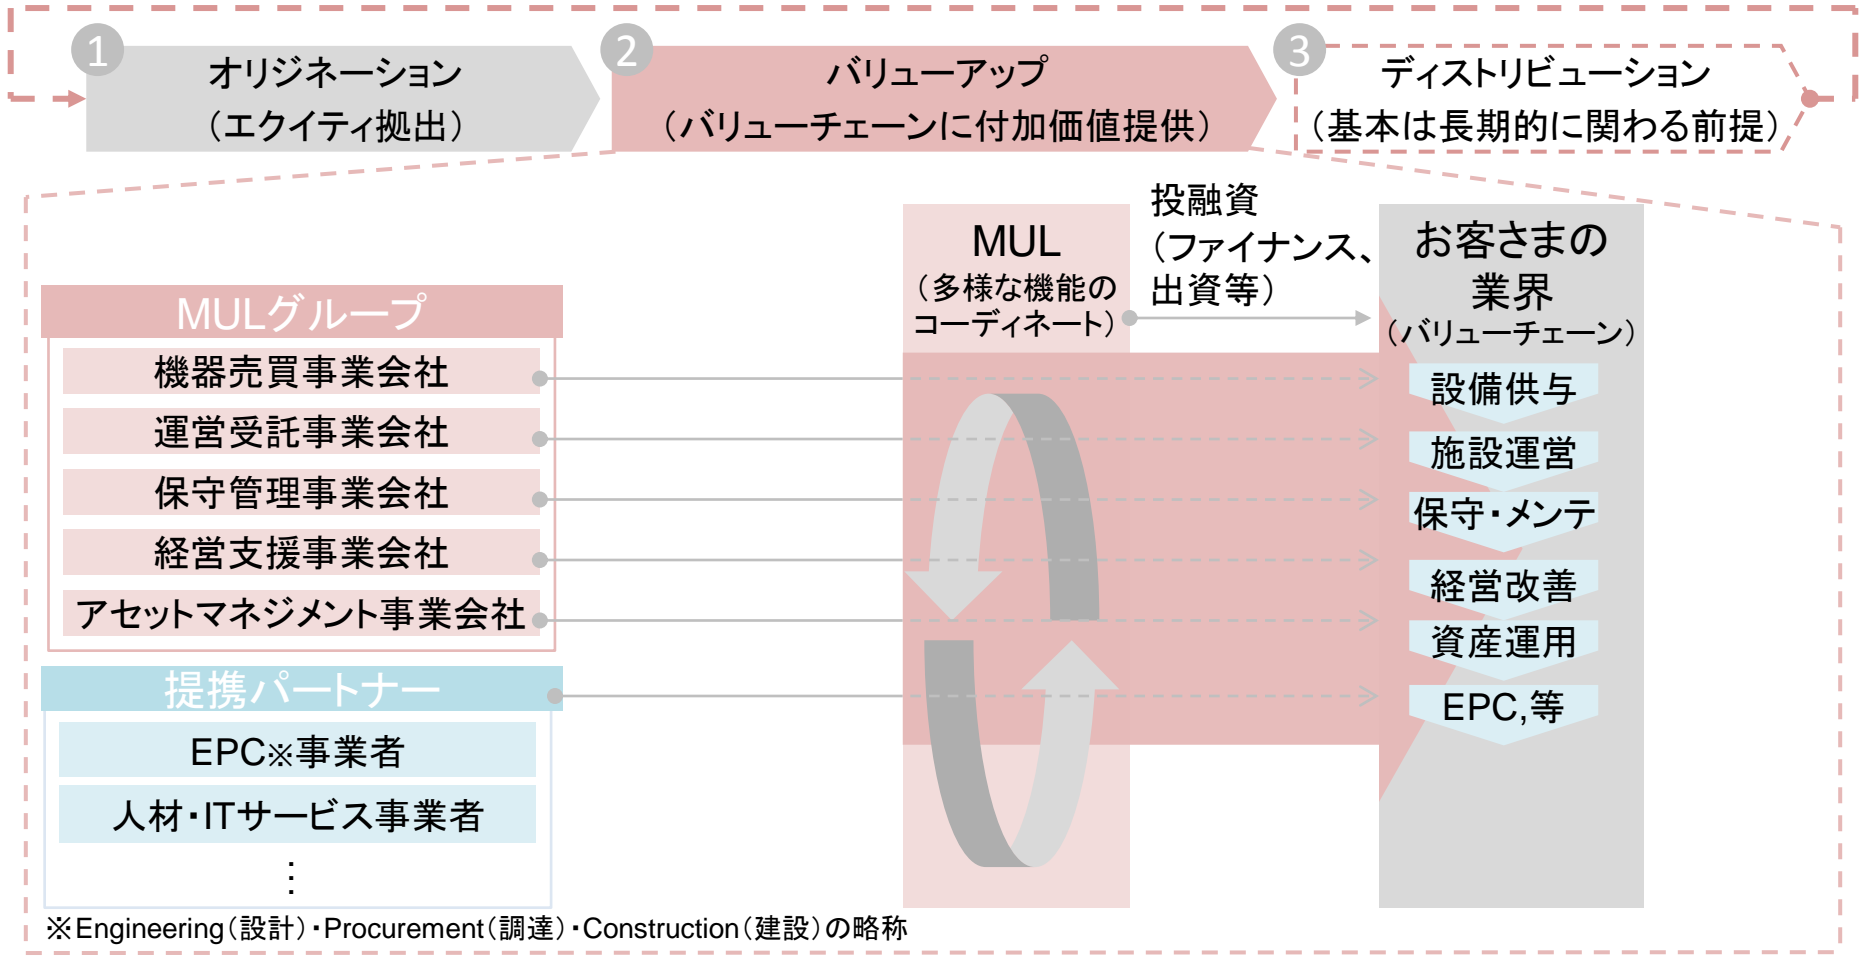 1
オリジネーション
（エクイティ拠出）
2
バリューアップ
（バリューチェーンに付加価値提供）
3
ディストリビューション
（基本は長期的に関わる前提）
MULグループ
機器売買事業会社
運営受託事業会社
保守管理事業会社
経営支援事業会社
アセットマネジメント事業会社
提携パートナー
EPC※事業者
人材・ITサービス事業者
⋮
MUL
（多様な機能の
コーディネート）
投融資
（ファイナンス、
出資等）
お客さまの
業界
（バリューチェーン）
設備供与
施設運営
保守・メンテ
経営改善
資産運用
EPC,等
※Engineering（設計）・Procurement（調達）・Construction（建設）の略称